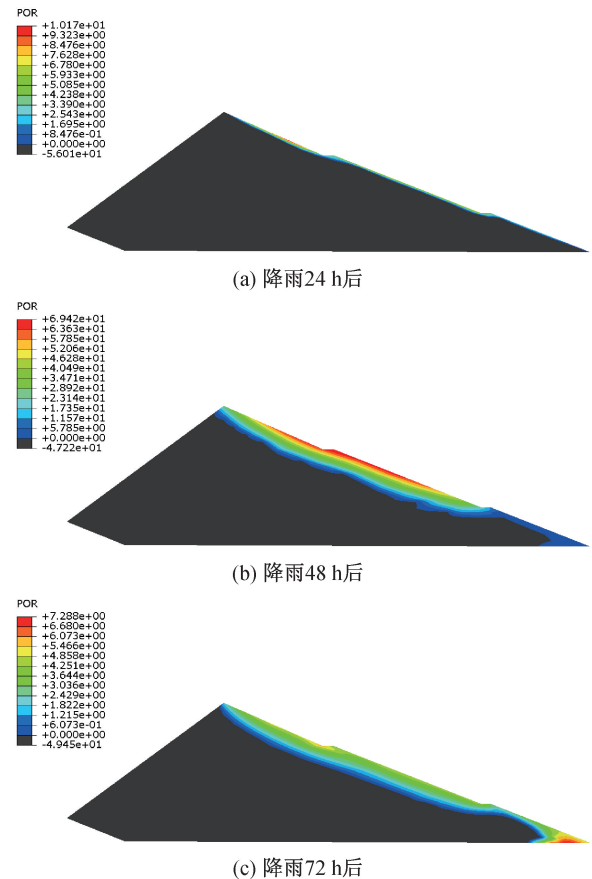 POR
+1.017e+01
+9.323e+00
+8.476e+00
+7.628e+00
+6.780e+00
+5.933e+00
+5.085e+00
+4.238e+00
+3.390e+00
+2.543e+00
+1.695e+00
+8.476e-01
+0.000e+00
-5.601e+01
(a) 降雨24 h后
POR
+6.942e+01
+6.363e+01
+5.785e+01
+5.206e+01
+4.628e+01
+4.049e+01
+3.471e+01
+2.892e+01
+2.314e+01
+1.735e+01
+1.157e+01
+5.785e+00
+0.000e+00
-4.722e+01
(b) 降雨48 h后
POR
+7.288e+00
+6.680e+00
+6.073e+00
+5.466e+00
+4.858e+00
+4.251e+00
+3.644e+00
+3.036e+00
+2.429e+00
+1.822e+00
+1.215e+00
+6.073e-01
+0.000e+00
-4.945e+01
(c) 降雨72 h后